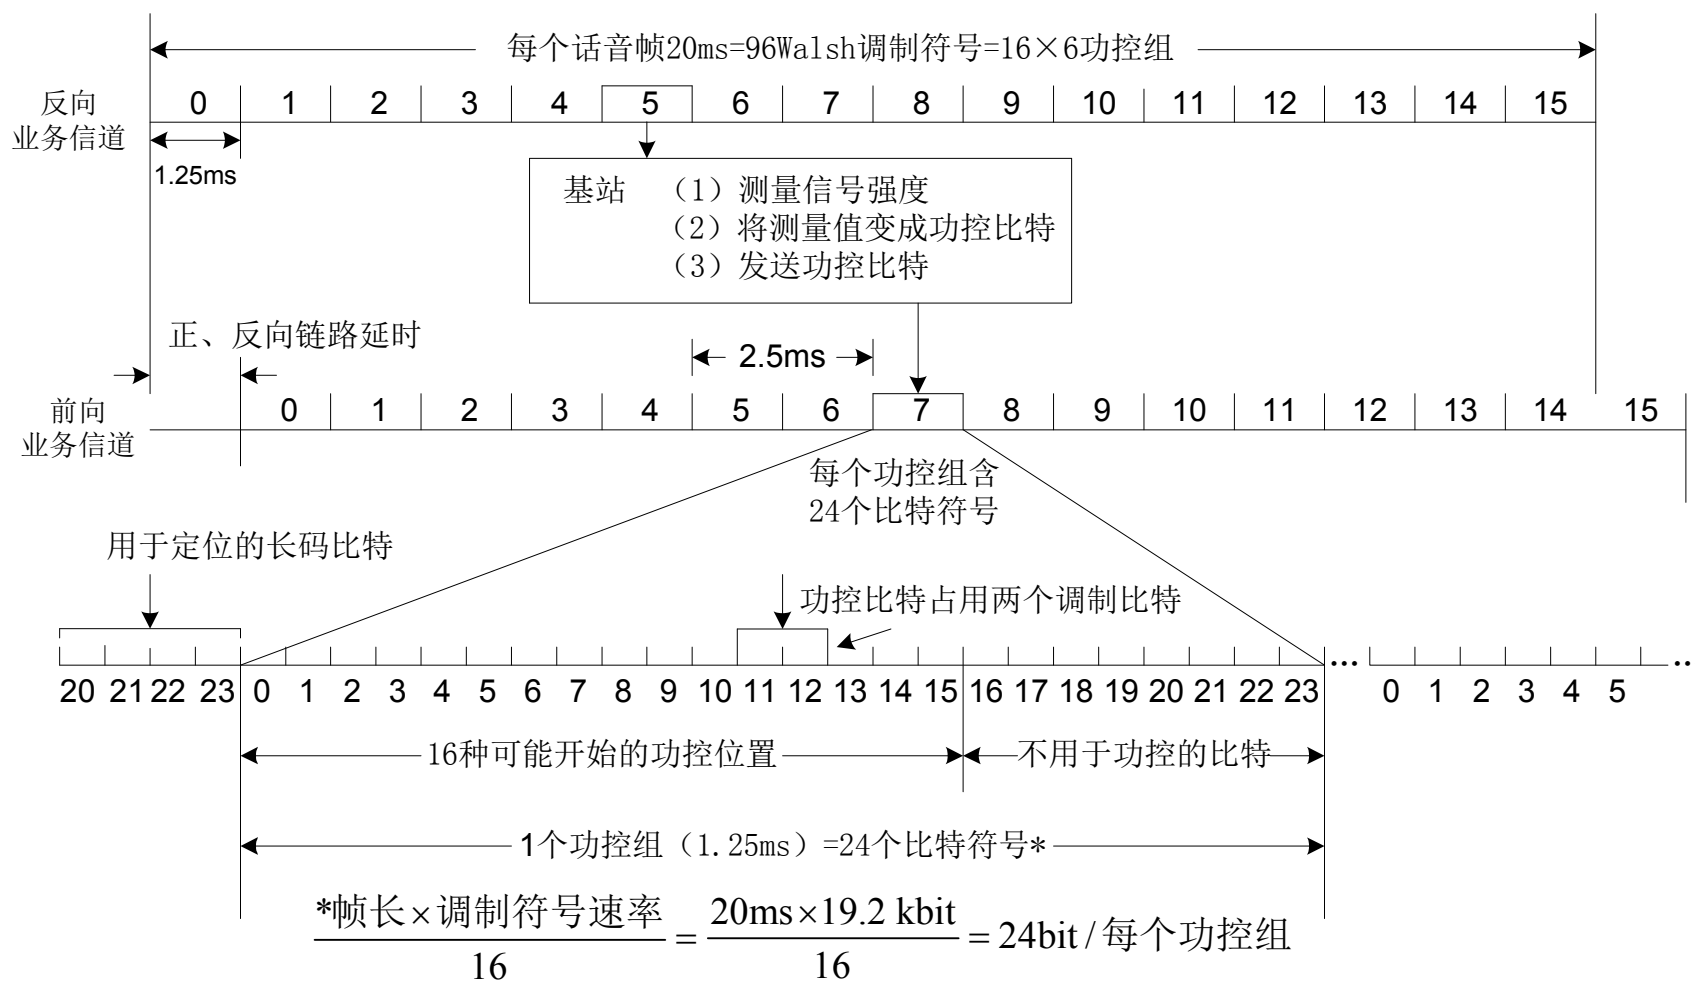 每个话音帧20ms=96Walsh调制符号=16×6功控组
反向
业务信道
0 1 2 3 4 5 6 7 8 9 10 11 12 13 14 15
1.25ms
基站 （1）测量信号强度
（2）将测量值变成功控比特
（3）发送功控比特
正、反向链路延时
2.5ms
前向
业务信道
0 1 2 3 4 5 6 7 8 9 10 11 12 13 14 15
每个功控组含
24个比特符号
用于定位的长码比特
功控比特占用两个调制比特
20 21 22 23 0 1 2 3 4 5 6 7 8 9 10 11 12 13 14 15 16 17 18 19 20 21 22 23 ... 0 1 2 3 4 5 ..
16种可能开始的功控位置
不用于功控的比特
1个功控组（1.25ms）=24个比特符号*
*帧长×调制符号速率 / 16 = 20ms×19.2 kbit / 16 = 24bit/每个功控组